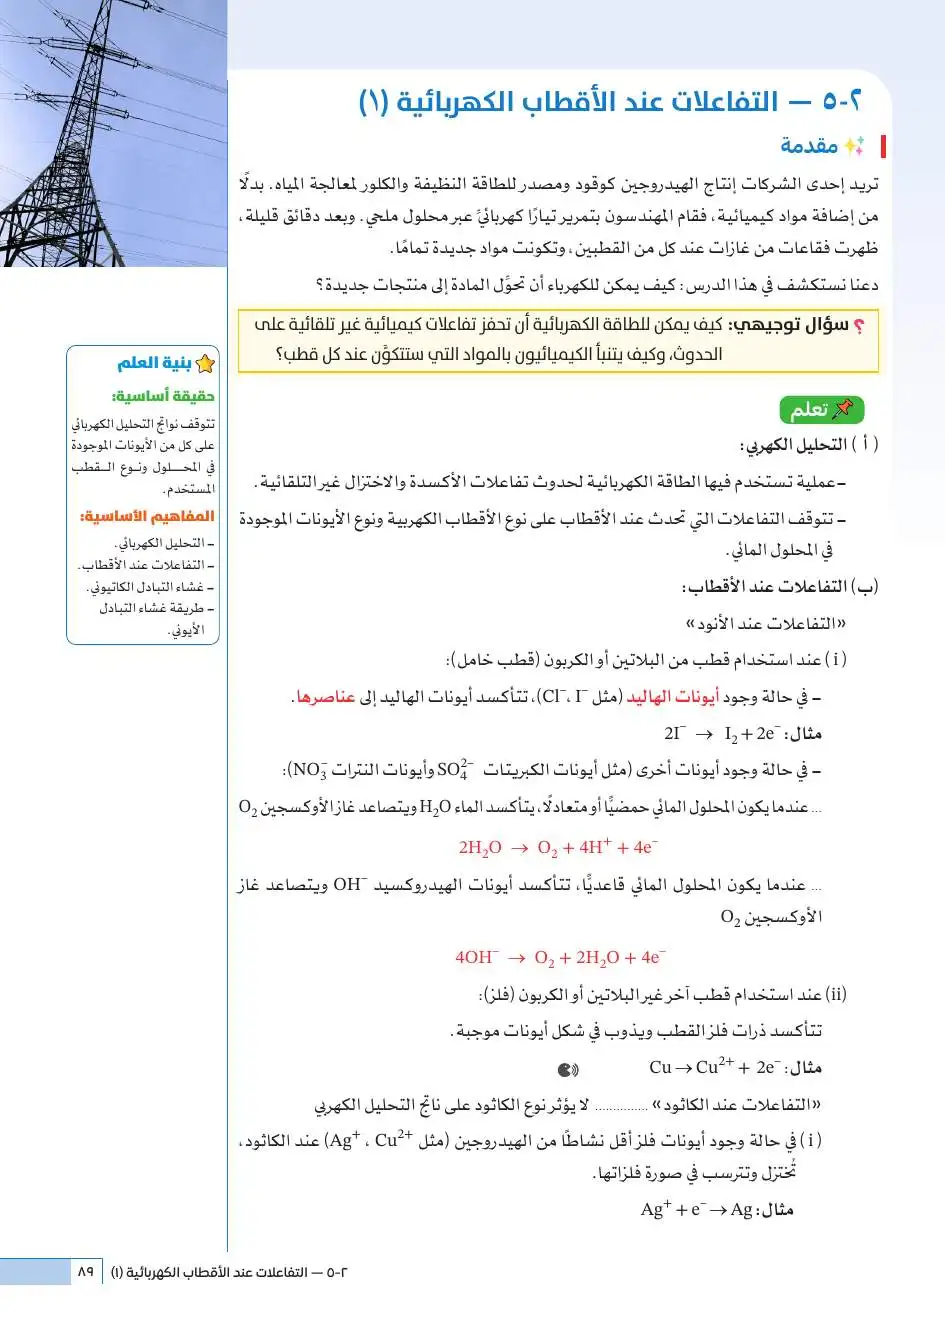 ٢-٥ — التفاعلات عند الأقطاب الكهربائية (١)
مقدمة
تريد إحدى الشركات إنتاج الهيدروجين كوقود ومصدر للطاقة النظيفة والكلور لمعالجة المياه. بدلًا
من إضافة مواد كيميائية، فقام المهندسون بتمرير تيارًا كهربائيً عبر محلول ملحي. وبعد دقائق قليلة،
ظهرت فقاعات من غازات عند كل من القطبين، وتكونت مواد جديدة تمامًا.
دعنا نستكشف في هذا الدرس: كيف يمكن للكهرباء أن تحوِّل المادة إلى منتجات جديدة؟
؟ سؤال توجيهي: كيف يمكن للطاقة الكهربائية أن تحفز تفاعلات كيميائية غير تلقائية على
الحدوث، وكيف يتنبأ الكيميائيون بالمواد التي ستتكوَّن عند كل قطب؟
بنية العلم
حقيقة أساسية:
تتوقف نواتج التحليل الكهربائي
على كل من الأيونات الموجودة
في المحـــلول ونـوع الـقطب
المستخدم.
المفاهيم الأساسية:
– التحليل الكهربائي.
– التفاعلات عند الأقطاب.
– غشاء التبادل الكاتيوني.
– طريقة غشاء التبادل
الأيوني.
تعلم
( أ ) التحليل الكهربي:
– عملية تستخدم فيها الطاقة الكهربائية لحدوث تفاعلات الأكسدة والاختزال غير التلقائية.
– تتوقف التفاعلات التي تحدث عند الأقطاب على نوع الأقطاب الكهربية ونوع الأيونات الموجودة
في المحلول المائي.
(ب) التفاعلات عند الأقطاب:
«التفاعلات عند الأنود»
( i ) عند استخدام قطب من البلاتين أو الكربون (قطب خامل):
– في حالة وجود أيونات الهاليد (مثل Cl⁻، I⁻)، تتأكسد أيونات الهاليد إلى عناصرها.
مثال: 2I⁻ → I₂ + 2e⁻
– في حالة وجود أيونات أخرى (مثل أيونات الكبريتات SO₄²⁻ وأيونات النترات NO₃⁻):
... عندما يكون المحلول المائي حمضيًا أو متعادلًا، يتأكسد الماء H₂O ويتصاعد غاز الأوكسجين O₂
2H₂O → O₂ + 4H⁺ + 4e⁻
... عندما يكون المحلول المائي قاعديًا، تتأكسد أيونات الهيدروكسيد OH⁻ ويتصاعد غاز
الأوكسجين O₂
4OH⁻ → O₂ + 2H₂O + 4e⁻
(ii) عند استخدام قطب آخر غير البلاتين أو الكربون (فلز):
تتأكسد ذرات فلز القطب ويذوب في شكل أيونات موجبة.
مثال: Cu → Cu²⁺ + 2e⁻
«التفاعلات عند الكاثود» ............... لا يؤثر نوع الكاثود على ناتج التحليل الكهربي
( i ) في حالة وجود أيونات فلز أقل نشاطًا من الهيدروجين (مثل Cu²⁺ ، Ag⁺) عند الكاثود،
تُختزل وتترسب في صورة فلزاتها.
مثال: Ag⁺ + e⁻ → Ag
٢-٥ — التفاعلات عند الأقطاب الكهربائية (١)
٨٩